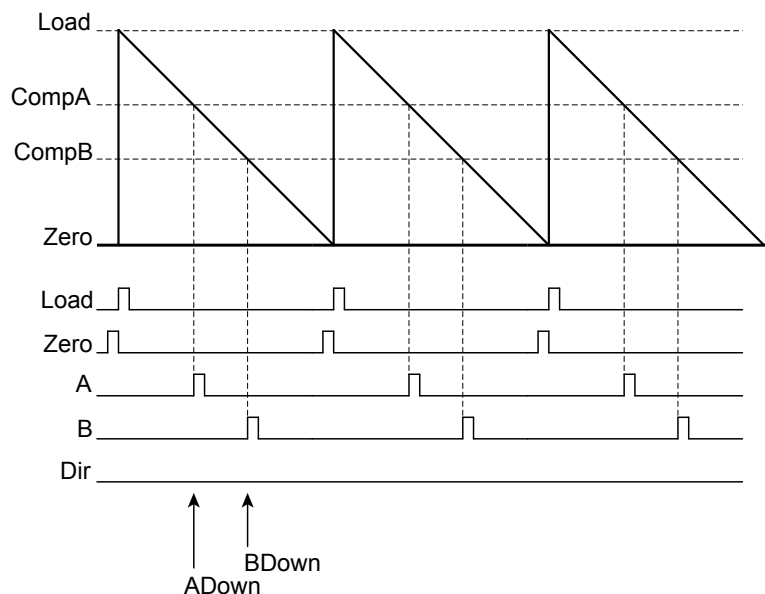 Load
CompA
CompB
Zero
Load
Zero
A
B
Dir
BDown
ADown